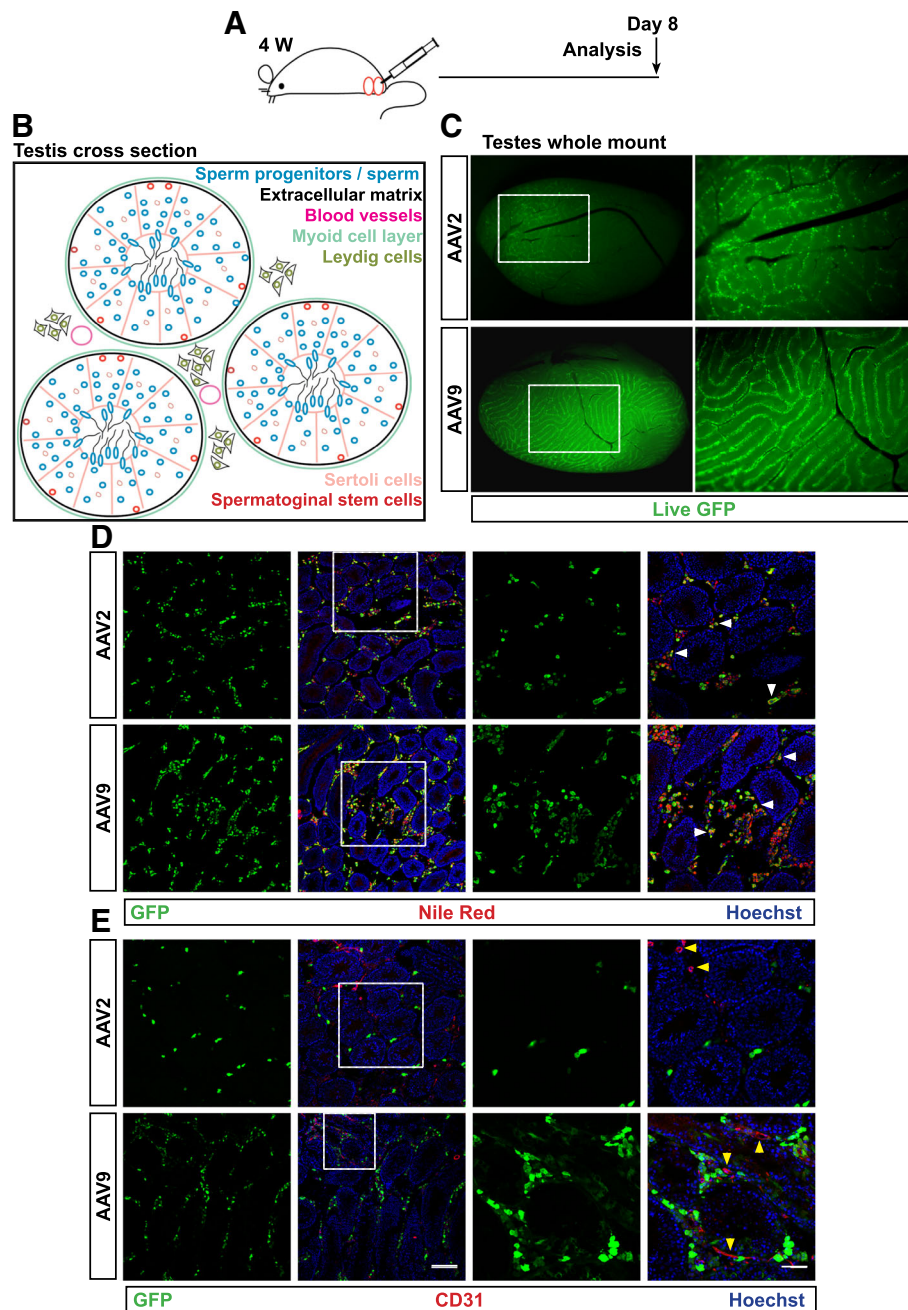 A
4 W
Day 8
Analysis
B
Testis cross section
Sperm progenitors / sperm
Extracellular matrix
Blood vessels
Myoid cell layer
Leydig cells
Sertoli cells
Spermatoginal stem cells
C
Testes whole mount
AAV2
AAV9
Live GFP
D
AAV2
AAV9
GFP Nile Red Hoechst
E
AAV2
AAV9
GFP CD31 Hoechst